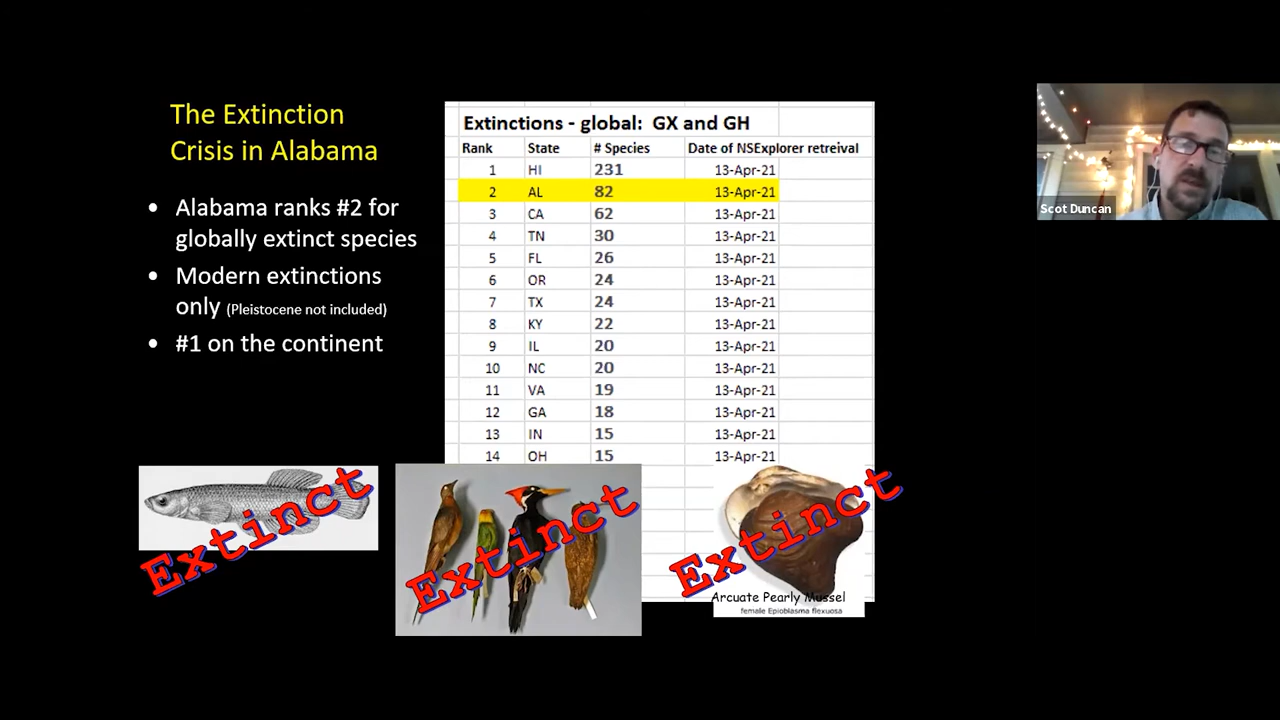 The Extinction
Crisis in Alabama
• Alabama ranks #2 for
globally extinct species
• Modern extinctions
only (Pleistocene not included)
• #1 on the continent
Extinctions - global: GX and GH
Rank State # Species Date of NSExplorer retreival
1 HI 231 13-Apr-21
2 AL 82 13-Apr-21
3 CA 62 13-Apr-21
4 TN 30 13-Apr-21
5 FL 26 13-Apr-21
6 OR 24 13-Apr-21
7 TX 24 13-Apr-21
8 KY 22 13-Apr-21
9 IL 20 13-Apr-21
10 NC 20 13-Apr-21
11 VA 19 13-Apr-21
12 GA 18 13-Apr-21
13 IN 15 13-Apr-21
14 OH 15 13-Apr-21
Extinct
Extinct
Extinct
Arcuate Pearly Mussel
female Epioblasma flexuosa
Scot Duncan